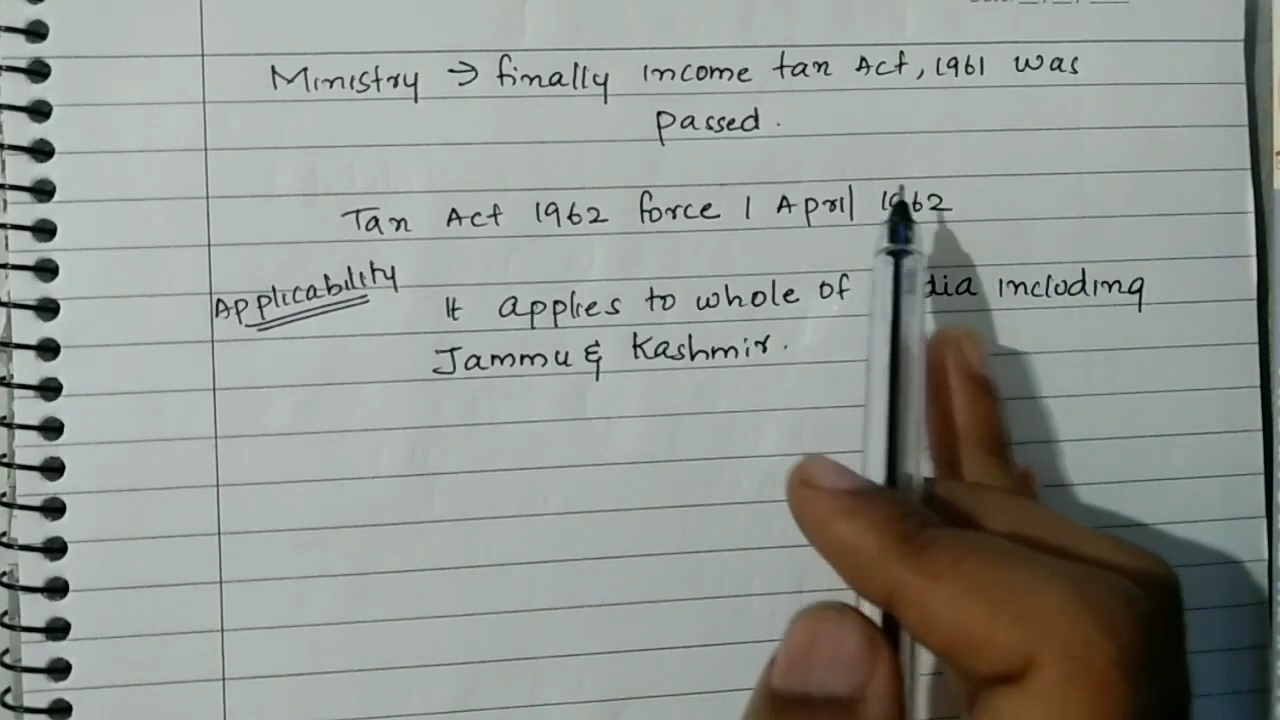 Ministry → finally income tax Act, 1961 was
passed.
Tax Act 1962 force 1 April 1962
Applicability It applies to whole of dia including
Jammu & Kashmir.